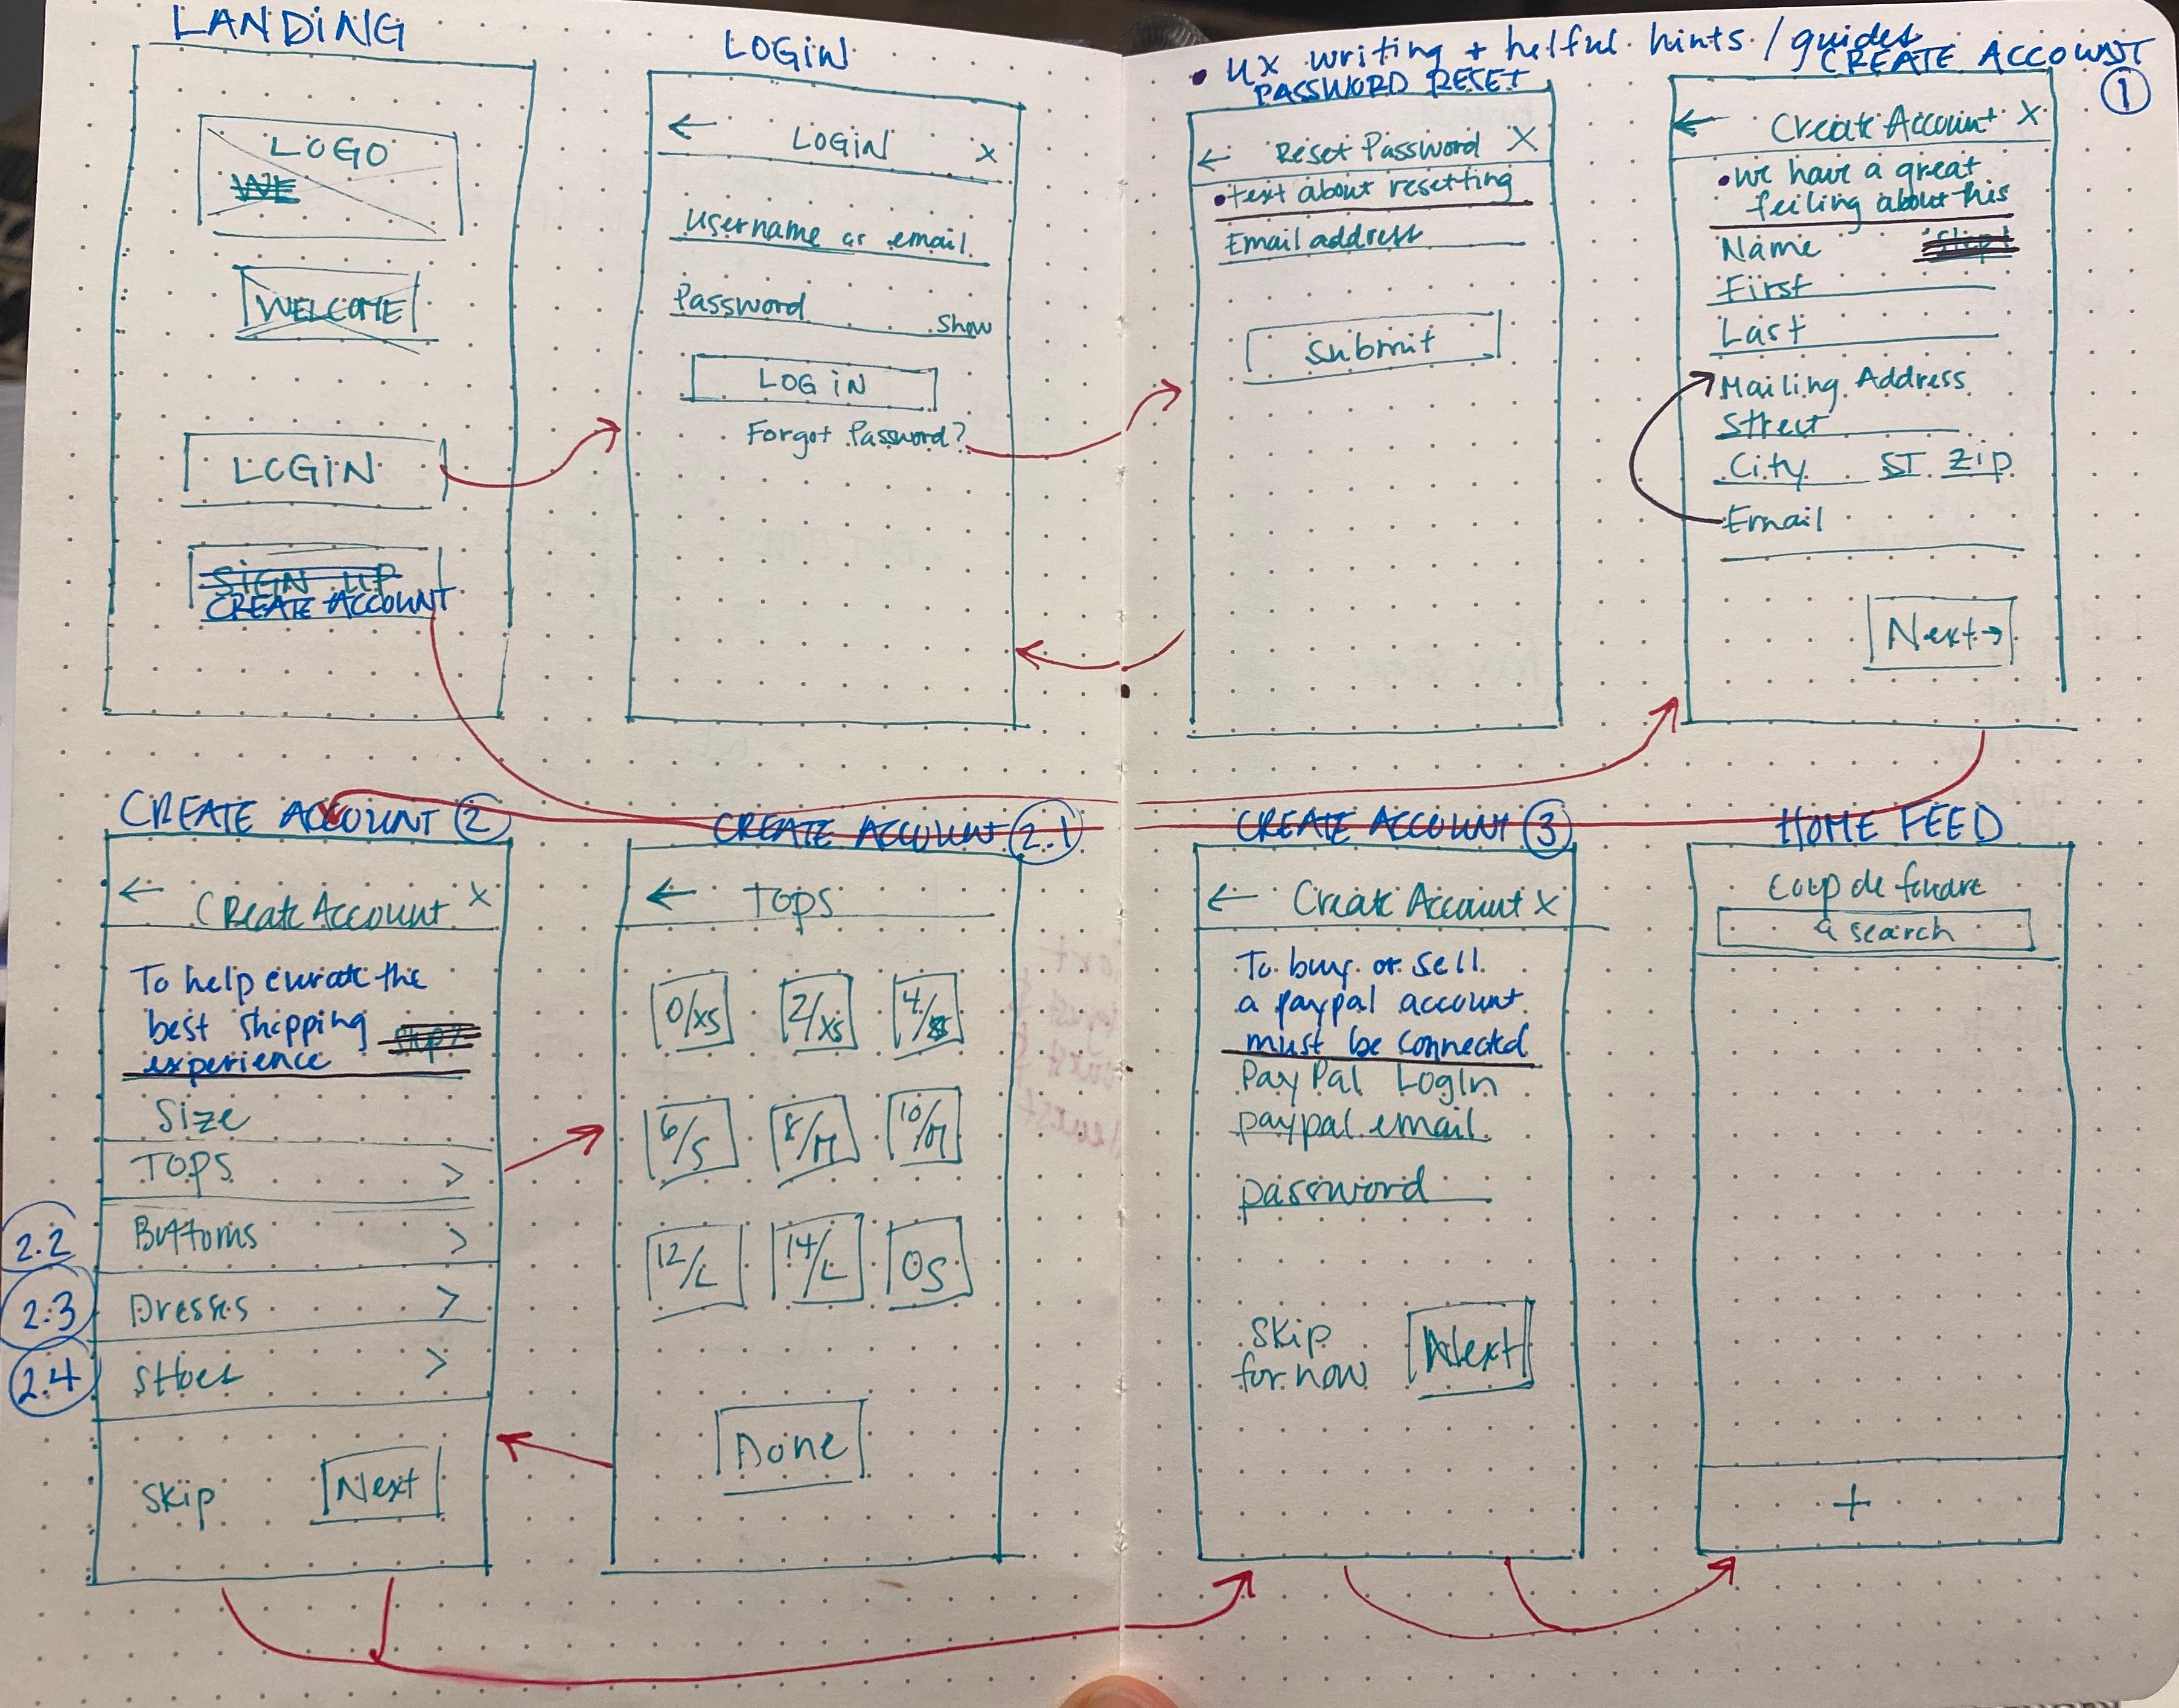 LANDING
LOGO
WE
WELCOME
LOGIN
SIGN UP
CREATE ACCOUNT
LOGIN
← LOGIN x
Username or email
Password
Show
LOG IN
Forgot Password?
• UX writing + helful hints / guides
PASSWORD RESET
← Reset Password X
• text about resetting
Email address
Submit
CREATE ACCOUNT
1
← Create Account X
• we have a great
feiling about this
Name
First
Last
Mailing Address
Street
City ST Zip
Email
Next →
CREATE ACCOUNT 2
← Create Account X
To help curate the
best shipping
experience
Skip?
Size
TOPS >
2.2 Buttoms >
2.3 Dresses >
2.4 SHoes >
Skip Next
CREATE ACCOUNT 2.1
← TOPS
0/XS 2/XS 4/
6/S 8/M 10/M
12/L 14/L OS
Done
CREATE ACCOUNT 3
← Create Account X
To buy or sell
a paypal account
must be connected
PayPal LogIn
paypal email
password
Skip
for now
Next
HOME FEED
Coup de foudre
search
+